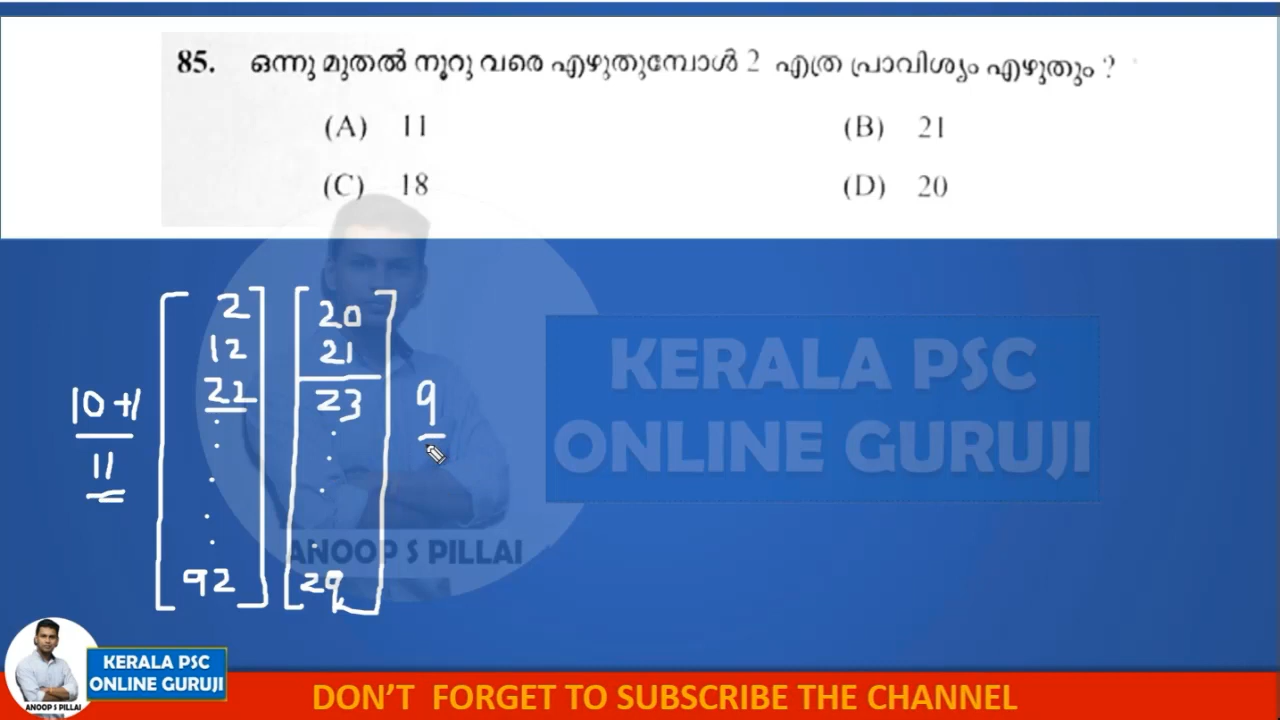 85. ഒന്നു മുതൽ നൂറു വരെ എഴുതുമ്പോൾ 2 എത്ര പ്രാവിശ്യം എഴുതും ?
(A) 11 (B) 21
(C) 18 (D) 20
2
12
22
92
10 +1
11
20
21
23
29
9
KERALA PSC
ONLINE GURUJI
ANOOP S PILLAI
ANOOP S PILLAI
KERALA PSC
ONLINE GURUJI
DON'T FORGET TO SUBSCRIBE THE CHANNEL